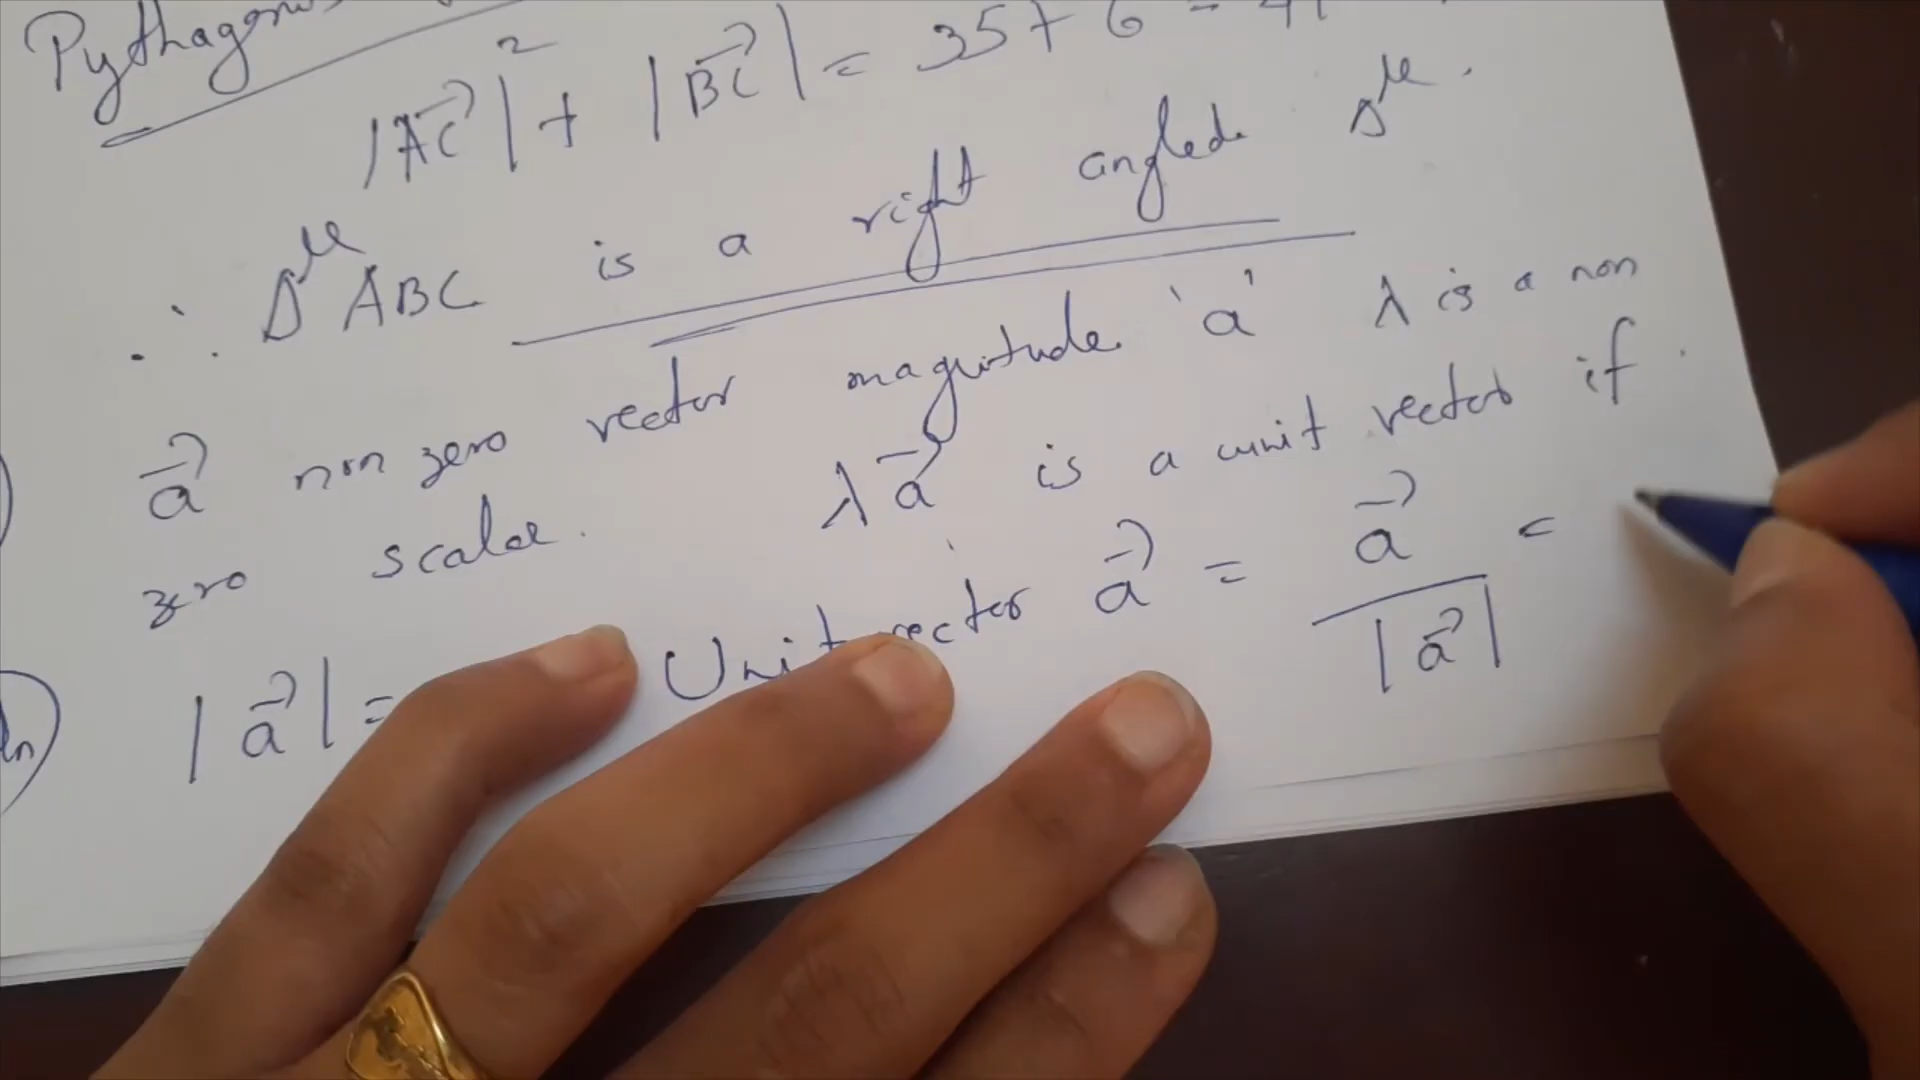 |AC⃗|² + |BC⃗| = 35 + 6 =
∴ Δle ABC is a right angled Δle.
a⃗ non zero vector magnitude 'a' λ is a non
zero scalar. λa⃗ is a unit vector if
|a⃗| = Unit vector a⃗ = a⃗ / |a⃗| =